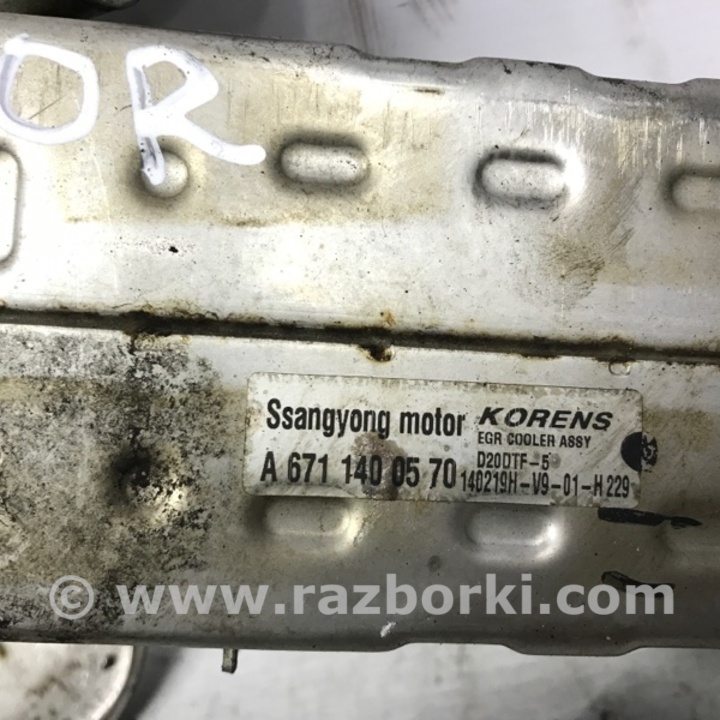 OR
Ssangyong motor KORENS
EGR COOLER ASSY
D20DTF-5
A 671 140 05 70 140219H-V9-01-H 229
© www.razborki.com